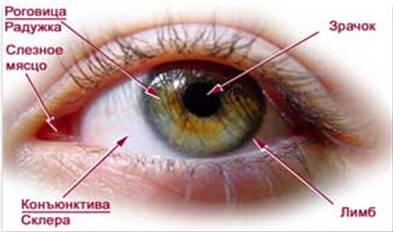 Роговица
Радужка
Зрачок
Слезное
мясцо
Конъюнктива
Склера
Лимб